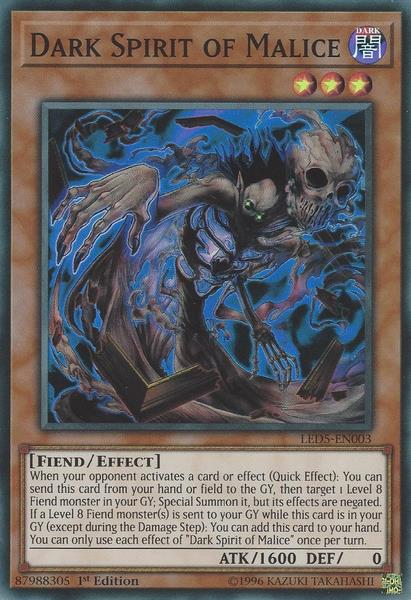 DARK SPIRIT OF MALICE
DARK
闇
LED5-EN003
[FIEND/EFFECT]
When your opponent activates a card or effect (Quick Effect): You can
send this card from your hand or field to the GY, then target 1 Level 8
Fiend monster in your GY; Special Summon it, but its effects are negated.
If a Level 8 Fiend monster(s) is sent to your GY while this card is in your
GY (except during the Damage Step): You can add this card to your hand.
You can only use each effect of "Dark Spirit of Malice" once per turn.
ATK/1600 DEF/ 0
87988305 1st Edition ©1996 KAZUKI TAKAHASHI